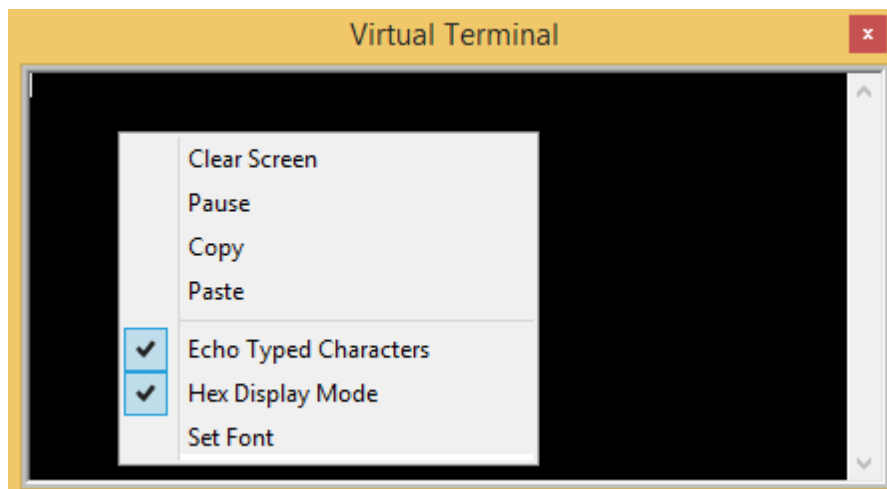 Virtual Terminal
x
Clear Screen
Pause
Copy
Paste
Echo Typed Characters
Hex Display Mode
Set Font